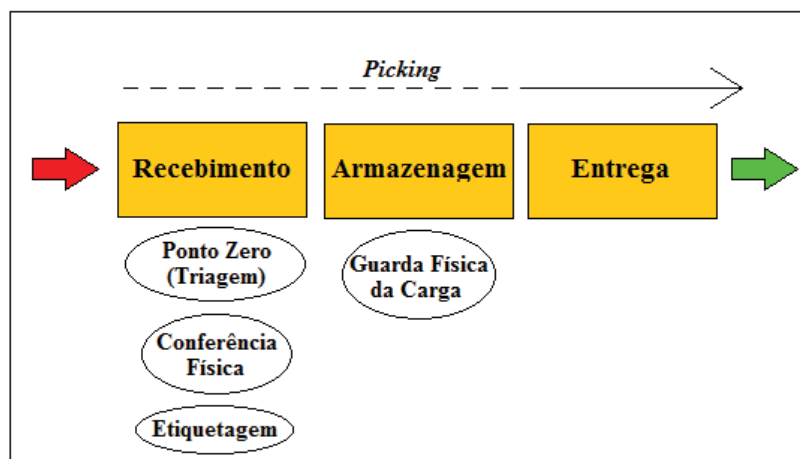 Picking
Recebimento
Armazenagem
Entrega
Ponto Zero
(Triagem)
Guarda Física
da Carga
Conferência
Física
Etiquetagem